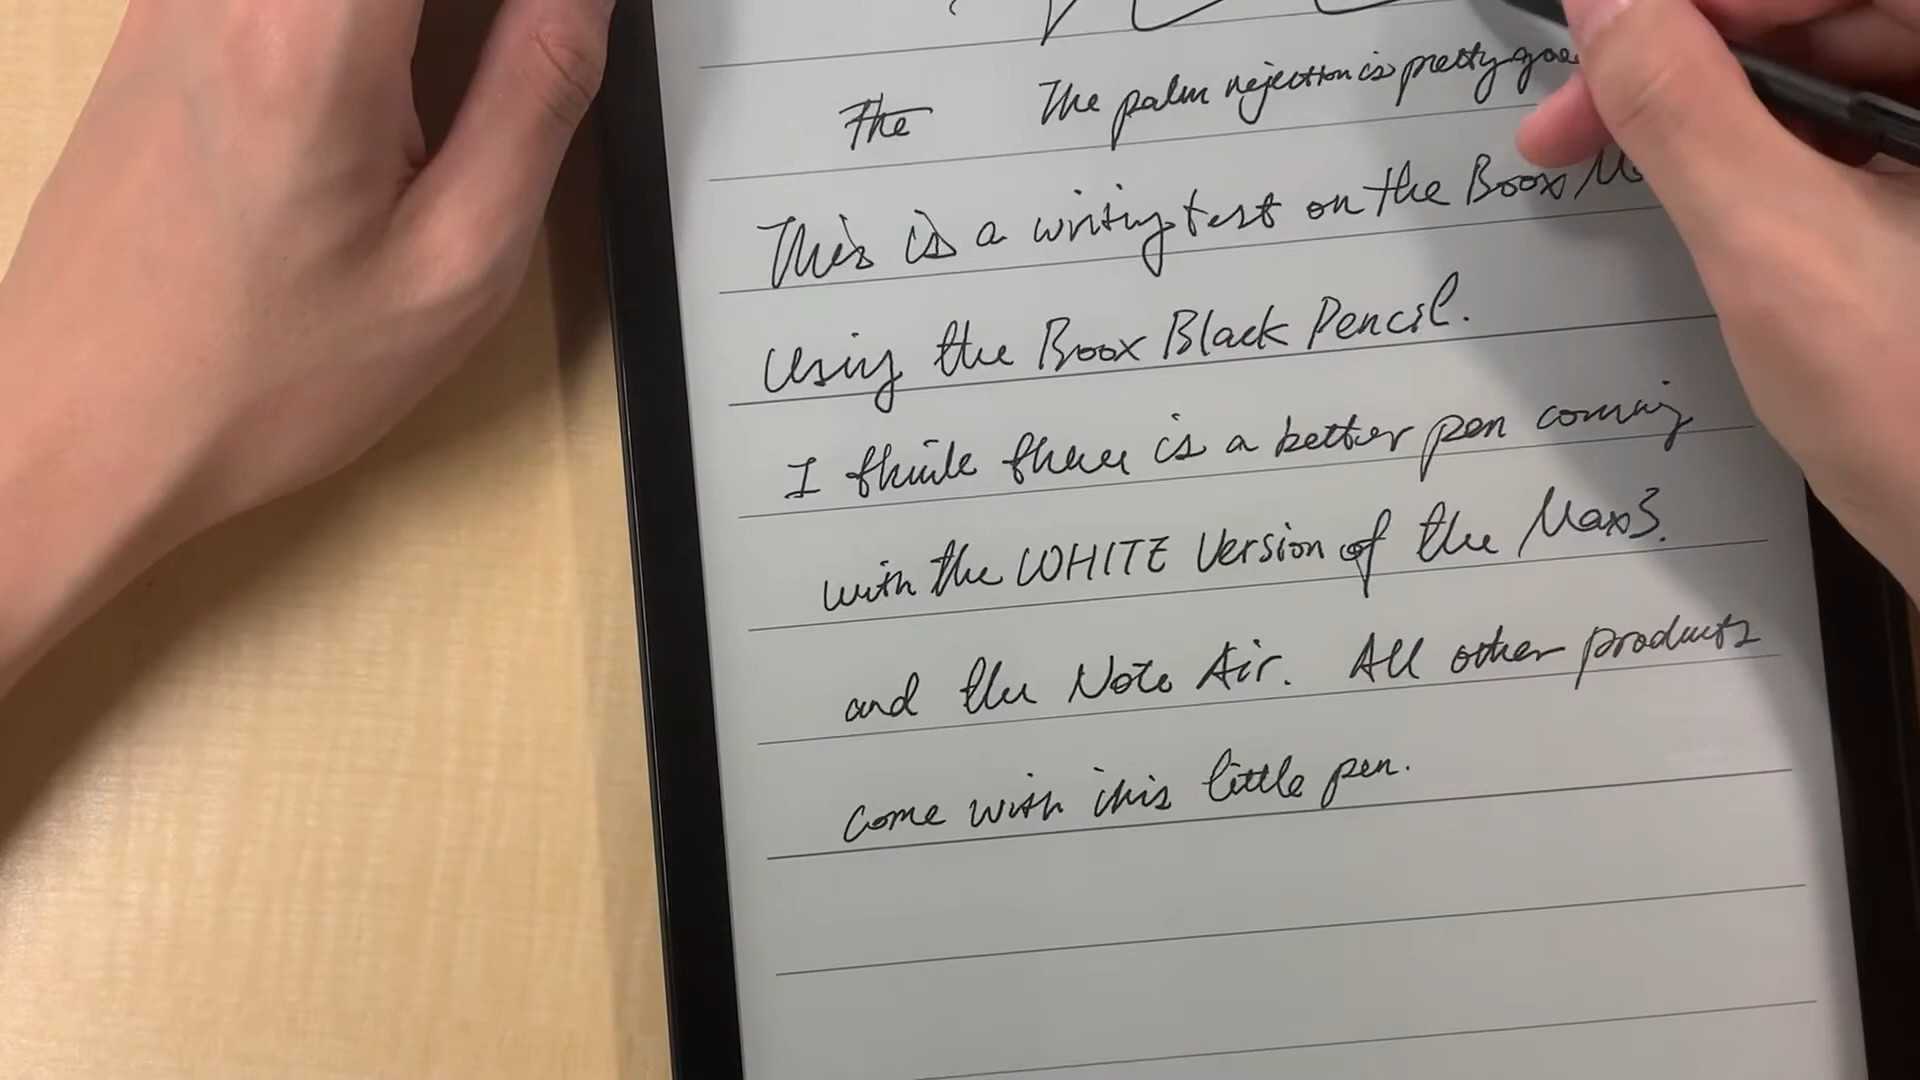 The The palm rejection is pretty
This is a writing test on the Boox
Using the Boox Black Pencil.
I think there is a better pen coming
with the WHITE Version of the Max3.
and the Note Air. All other products
come with this little pen.